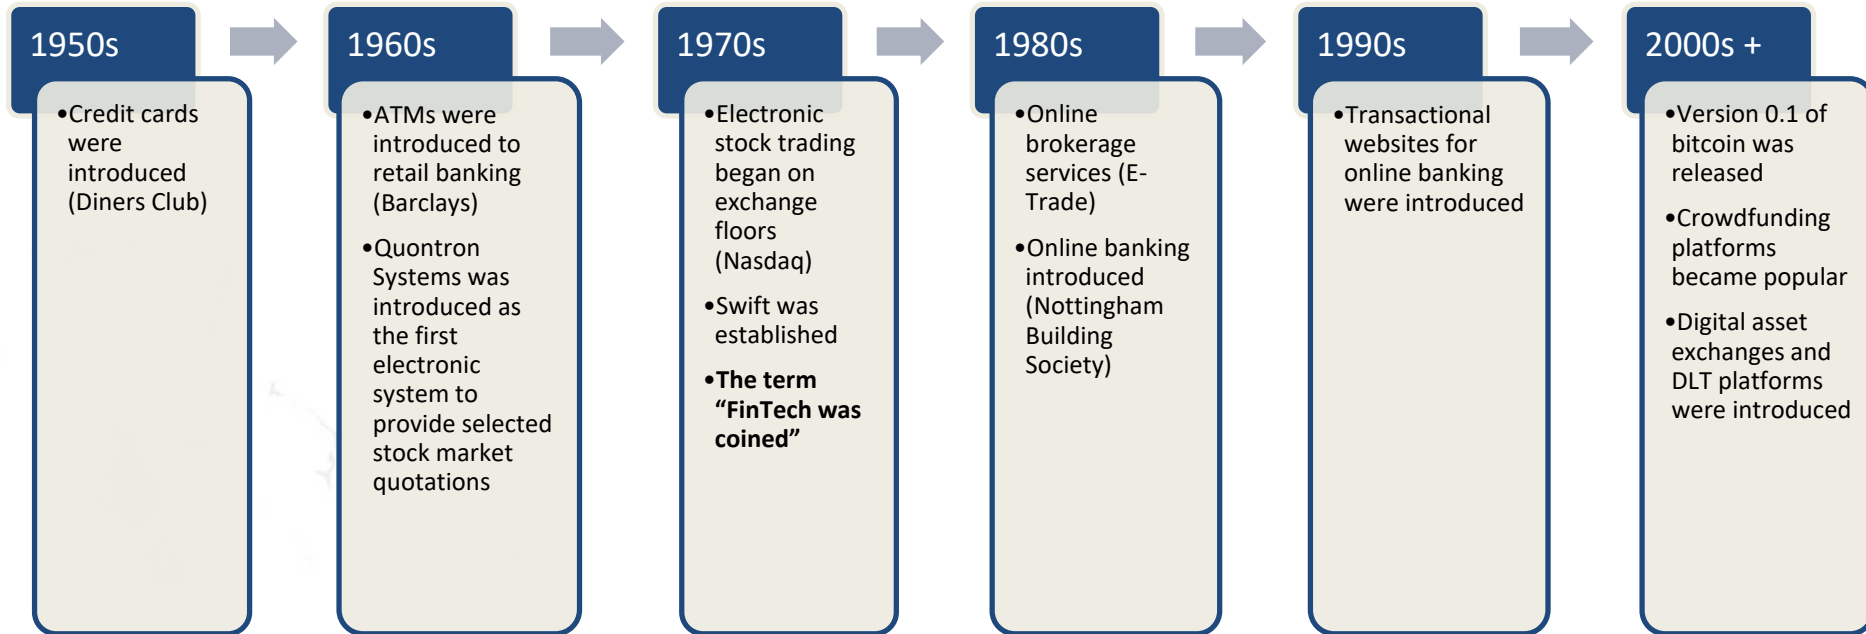 1950s
•Credit cards
were
introduced
(Diners Club)
1960s
•ATMs were
introduced to
retail banking
(Barclays)
•Quontron
Systems was
introduced as
the first
electronic
system to
provide selected
stock market
quotations
1970s
•Electronic
stock trading
began on
exchange
floors
(Nasdaq)
•Swift was
established
•The term
“FinTech was
coined”
1980s
•Online
brokerage
services (E-
Trade)
•Online banking
introduced
(Nottingham
Building
Society)
1990s
•Transactional
websites for
online banking
were introduced
2000s +
•Version 0.1 of
bitcoin was
released
•Crowdfunding
platforms
became popular
•Digital asset
exchanges and
DLT platforms
were introduced